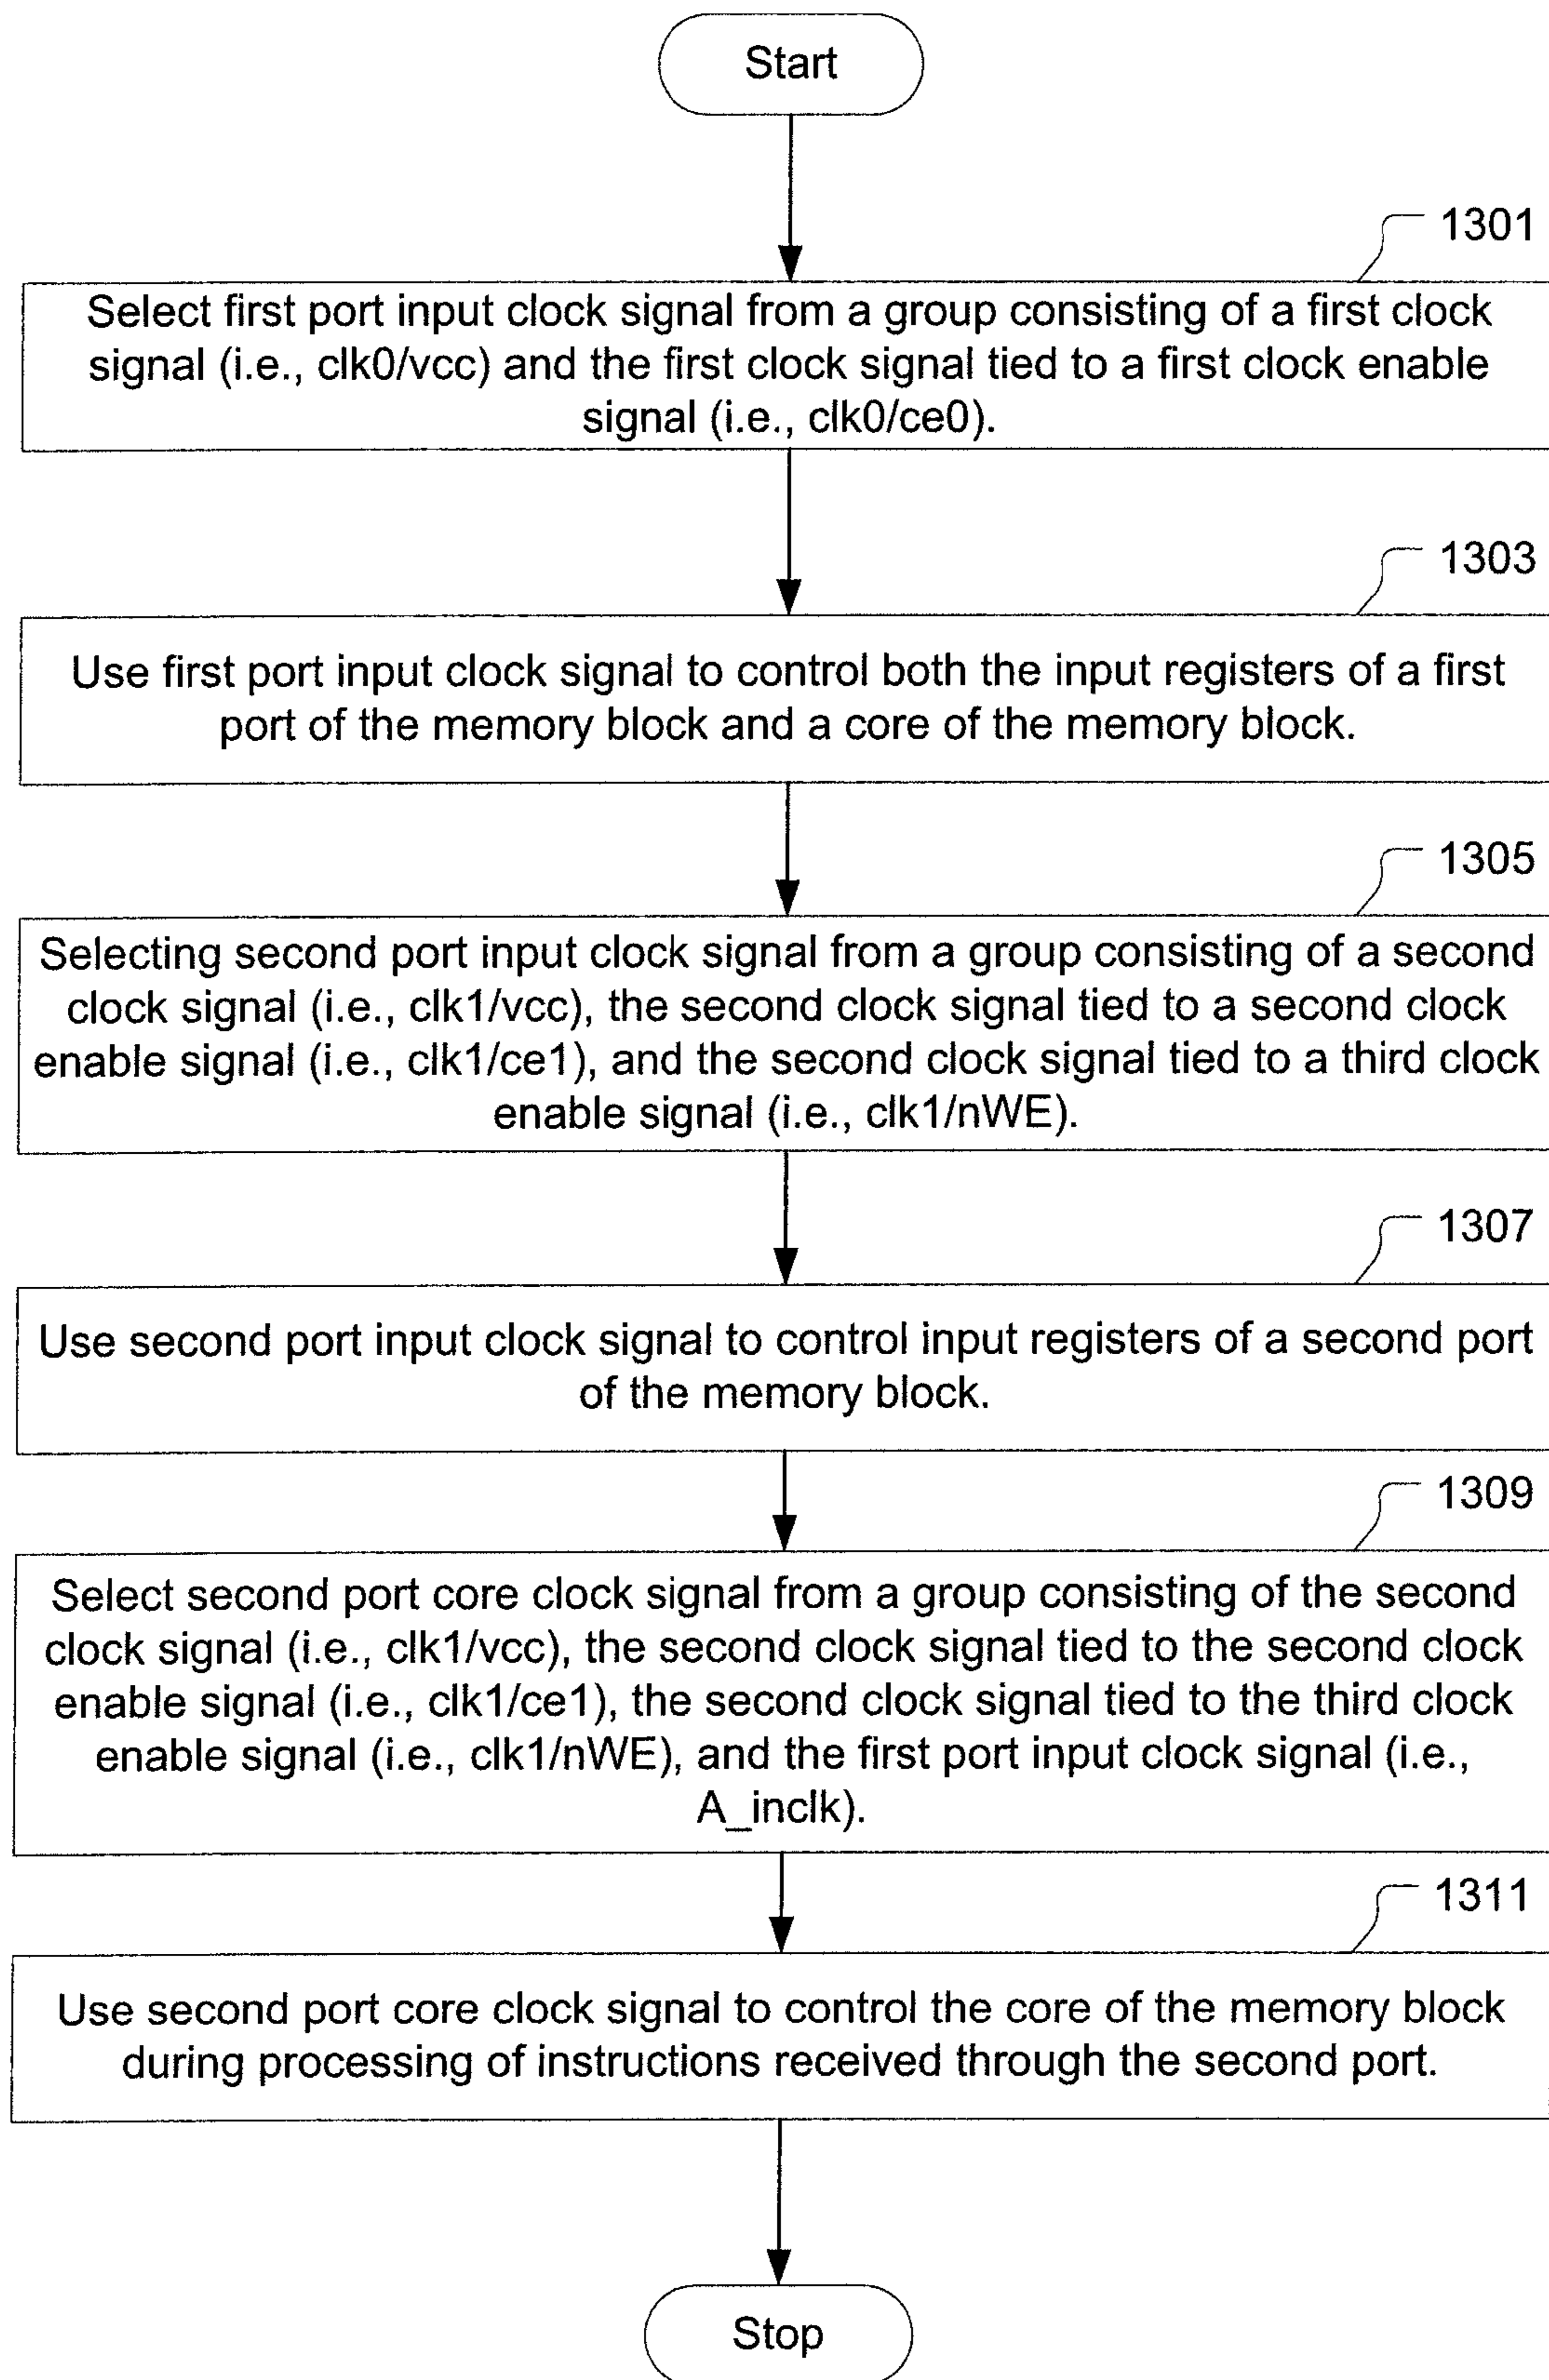 Start
1301
Select first port input clock signal from a group consisting of a first clock
signal (i.e., clk0/vcc) and the first clock signal tied to a first clock enable
signal (i.e., clk0/ce0).
1303
Use first port input clock signal to control both the input registers of a first
port of the memory block and a core of the memory block.
1305
Selecting second port input clock signal from a group consisting of a second
clock signal (i.e., clk1/vcc), the second clock signal tied to a second clock
enable signal (i.e., clk1/ce1), and the second clock signal tied to a third clock
enable signal (i.e., clk1/nWE).
1307
Use second port input clock signal to control input registers of a second port
of the memory block.
1309
Select second port core clock signal from a group consisting of the second
clock signal (i.e., clk1/vcc), the second clock signal tied to the second clock
enable signal (i.e., clk1/ce1), the second clock signal tied to the third clock
enable signal (i.e., clk1/nWE), and the first port input clock signal (i.e.,
A_inclk).
1311
Use second port core clock signal to control the core of the memory block
during processing of instructions received through the second port.
Stop